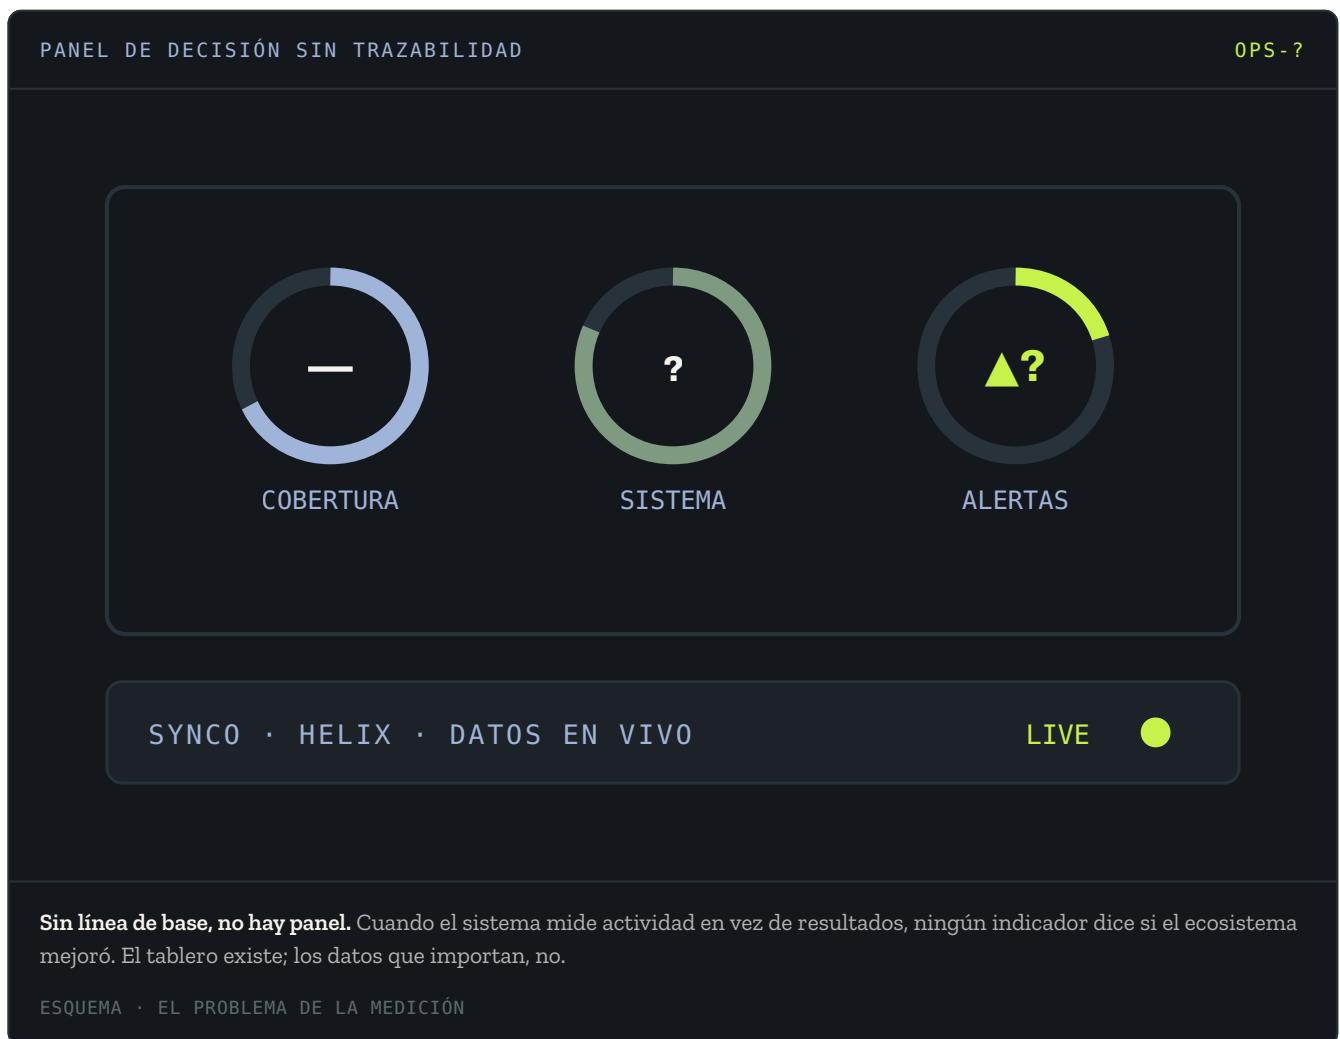 PANEL DE DECISIÓN SIN TRAZABILIDAD
OPS-?
—
?
▲?
COBERTURA
SISTEMA
ALERTAS
SYNCO · HELIX · DATOS EN VIVO
LIVE
Sin línea de base, no hay panel. Cuando el sistema mide actividad en vez de resultados, ningún indicador dice si el ecosistema
mejoró. El tablero existe; los datos que importan, no.
ESQUEMA · EL PROBLEMA DE LA MEDICIÓN